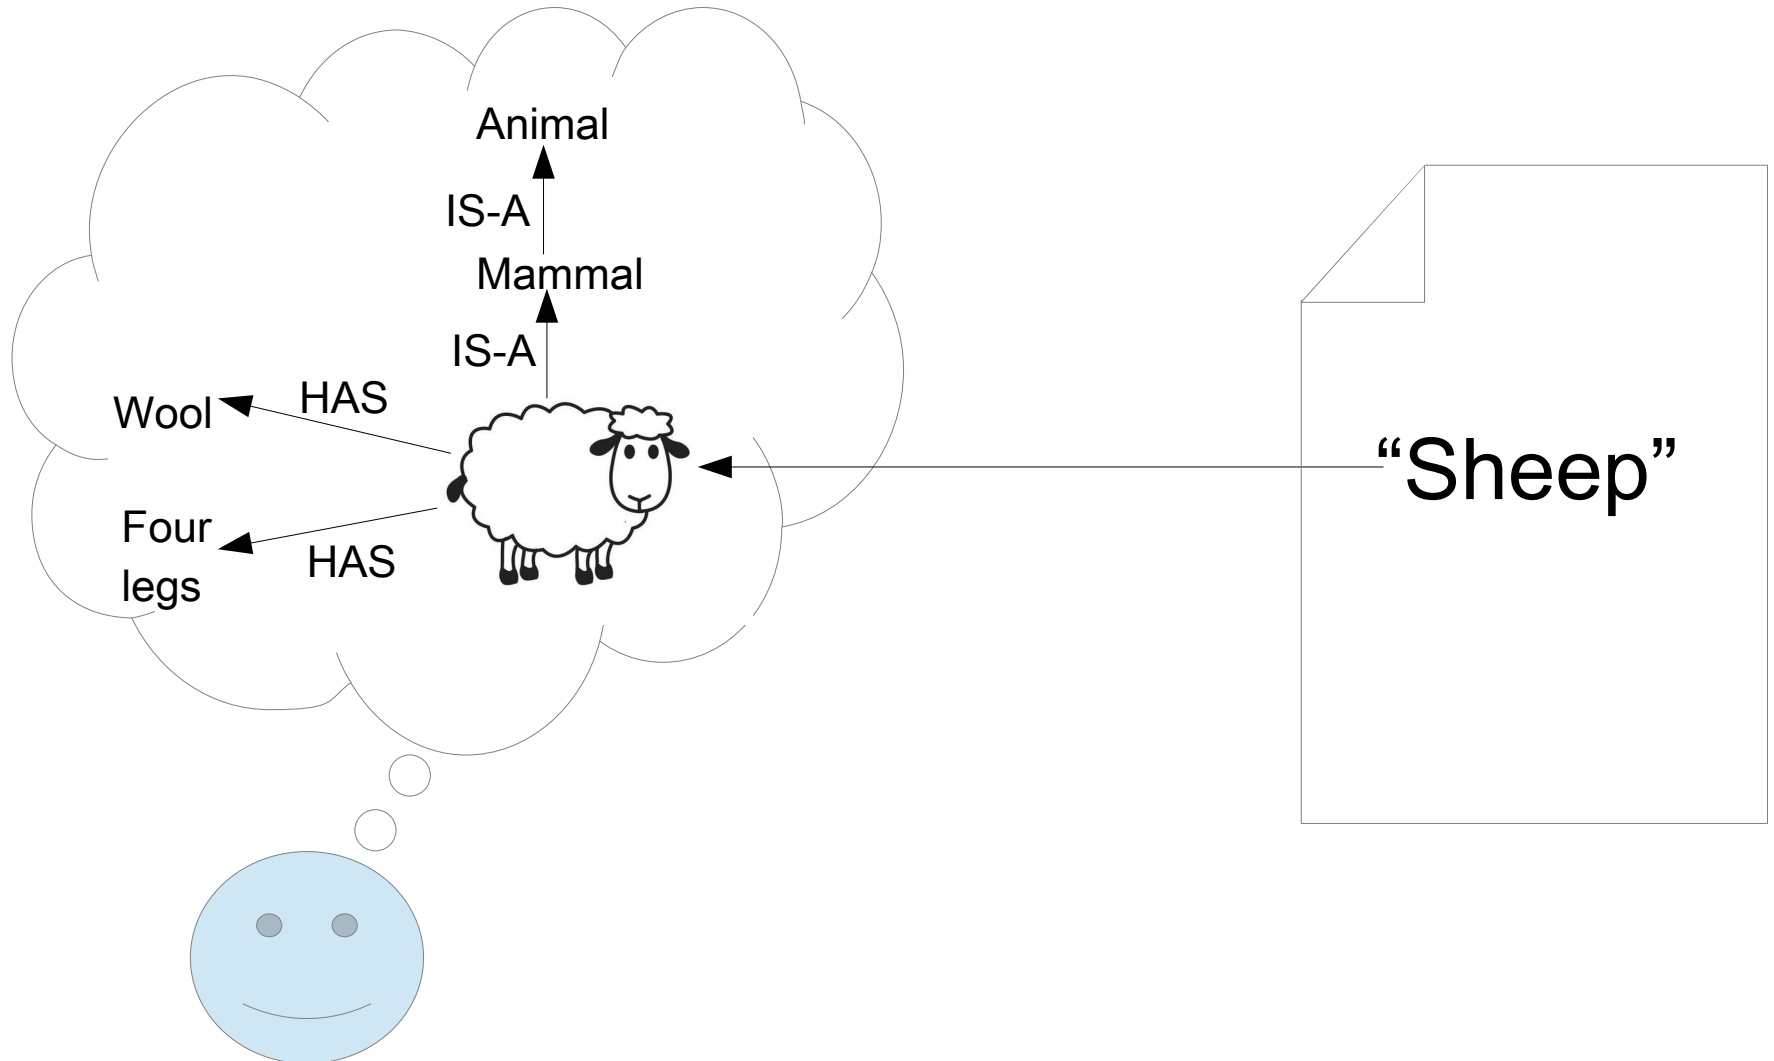 Animal
IS-A
Mammal
IS-A
HAS
Wool
“Sheep”
Four
legs
HAS